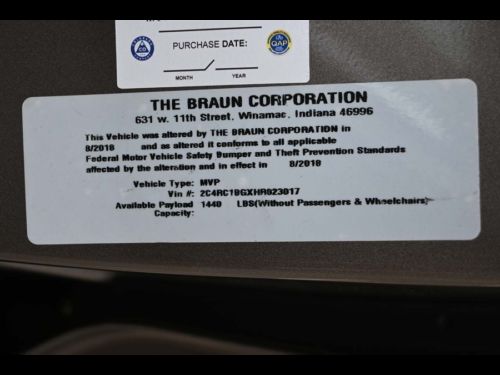 PURCHASE DATE:
MONTH YEAR
QAP
THE BRAUN CORPORATION
631 w. 11th Street, Winamac, Indiana 46996
This Vehicle was altered by THE BRAUN CORPORATION in
8/2018 and as altered it conforms to all applicable
Federal Motor Vehicle Safety Bumper and Theft Prevention Standards
affected by the alteration and in effect in 8/2018
Vehicle Type: MVP
Vin #: 2C4RC1BGXHR823017
Available Payload 1440 LBS(Without Passengers & Wheelchairs)
Capacity: